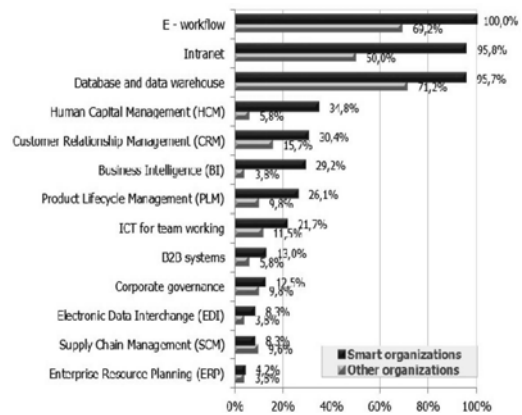 E - workflow
100,0%
69,2%
Intranet
95,8%
50,0%
Database and data warehouse
95,7%
71,2%
Human Capital Management (HCM)
34,8%
5,8%
Customer Relationship Management (CRM)
30,4%
15,7%
Business Intelligence (BI)
29,2%
3,8%
Product Lifecycle Management (PLM)
26,1%
9,8%
ICT for team working
21,7%
11,5%
B2B systems
13,0%
5,8%
Corporate governance
12,5%
9,8%
Electronic Data Interchange (EDI)
8,3%
3,8%
Supply Chain Management (SCM)
8,3%
Enterprise Resource Planning (ERP)
4,2%
Smart organizations
Other organizations
0% 20% 40% 60% 80% 100%